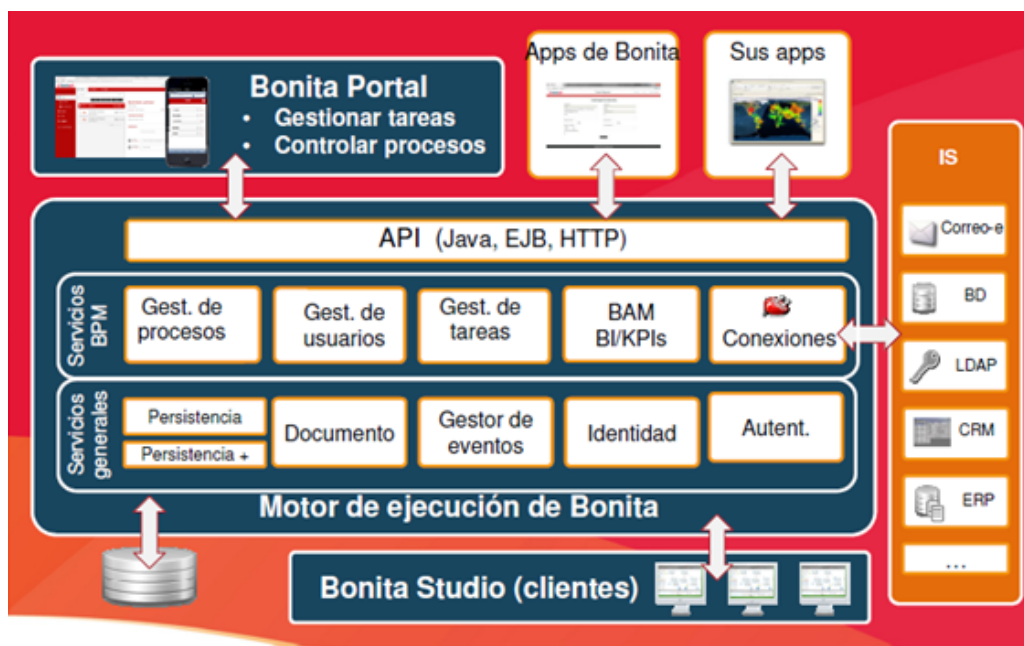 Bonita Portal
• Gestionar tareas
• Controlar procesos
Apps de Bonita
Sus apps
API (Java, EJB, HTTP)
Servicios
BPM
Gest. de
procesos
Gest. de
usuarios
Gest. de
tareas
BAM
BI/KPIs
Conexiones
Servicios
generales
Persistencia
Persistencia +
Documento
Gestor de
eventos
Identidad
Autent.
Motor de ejecución de Bonita
Bonita Studio (clientes)
IS
Correo-e
BD
LDAP
CRM
ERP
...